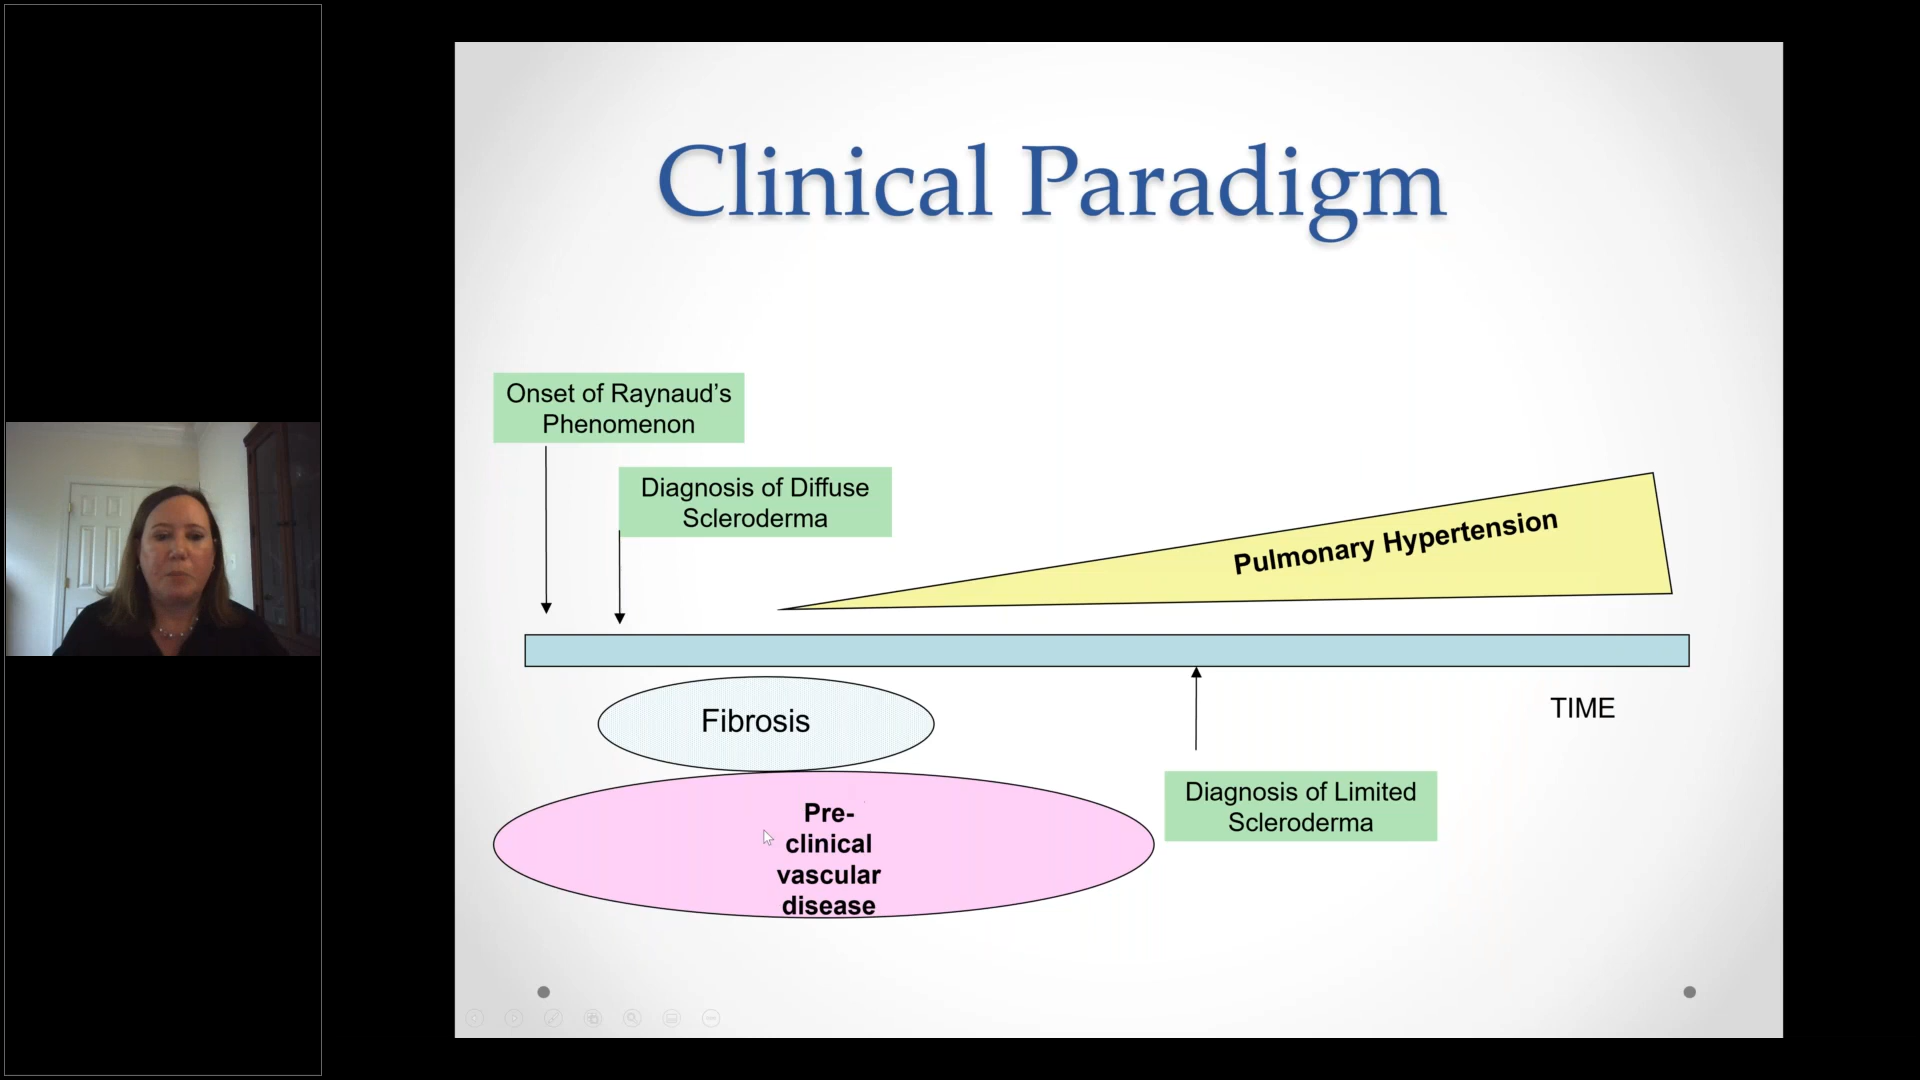 Clinical Paradigm
Onset of Raynaud’s
Phenomenon
Diagnosis of Diffuse
Scleroderma
Pulmonary Hypertension
Fibrosis
TIME
Pre-
clinical
vascular
disease
Diagnosis of Limited
Scleroderma